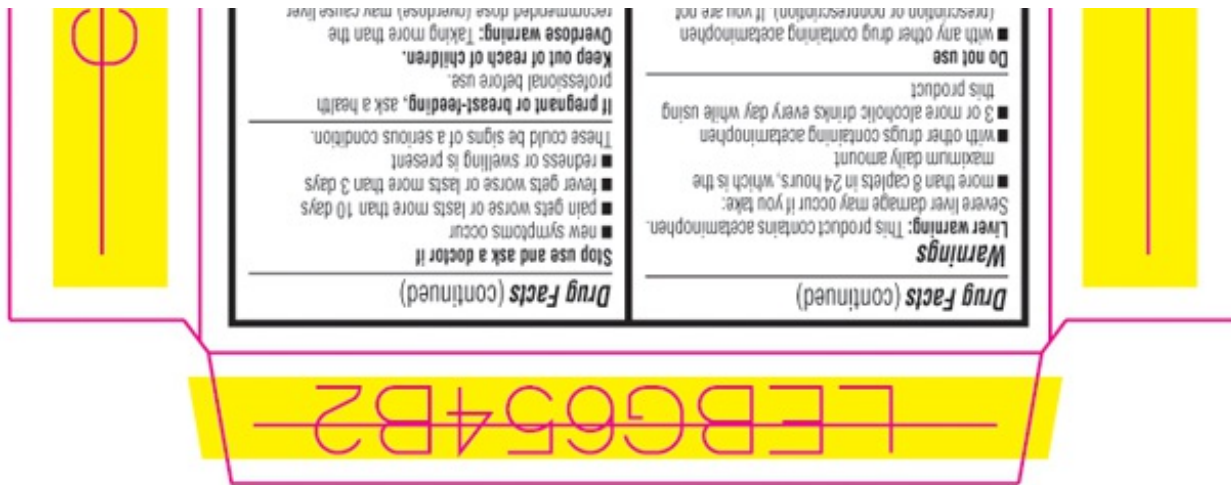 LEBG654B2
Drug Facts (continued)
Warnings
Liver warning: This product contains acetaminophen.
Severe liver damage may occur if you take:
■ more than 8 caplets in 24 hours, which is the
maximum daily amount
■ with other drugs containing acetaminophen
■ 3 or more alcoholic drinks every day while using
this product
Do not use
■ with any other drug containing acetaminophen
(prescription or nonprescription). If you are not
Drug Facts (continued)
Stop use and ask a doctor if
■ new symptoms occur
■ pain gets worse or lasts more than 10 days
■ fever gets worse or lasts more than 3 days
■ redness or swelling is present
These could be signs of a serious condition.
If pregnant or breast-feeding, ask a health
professional before use.
Keep out of reach of children.
Overdose warning: Taking more than the
recommended dose (overdose) may cause liver